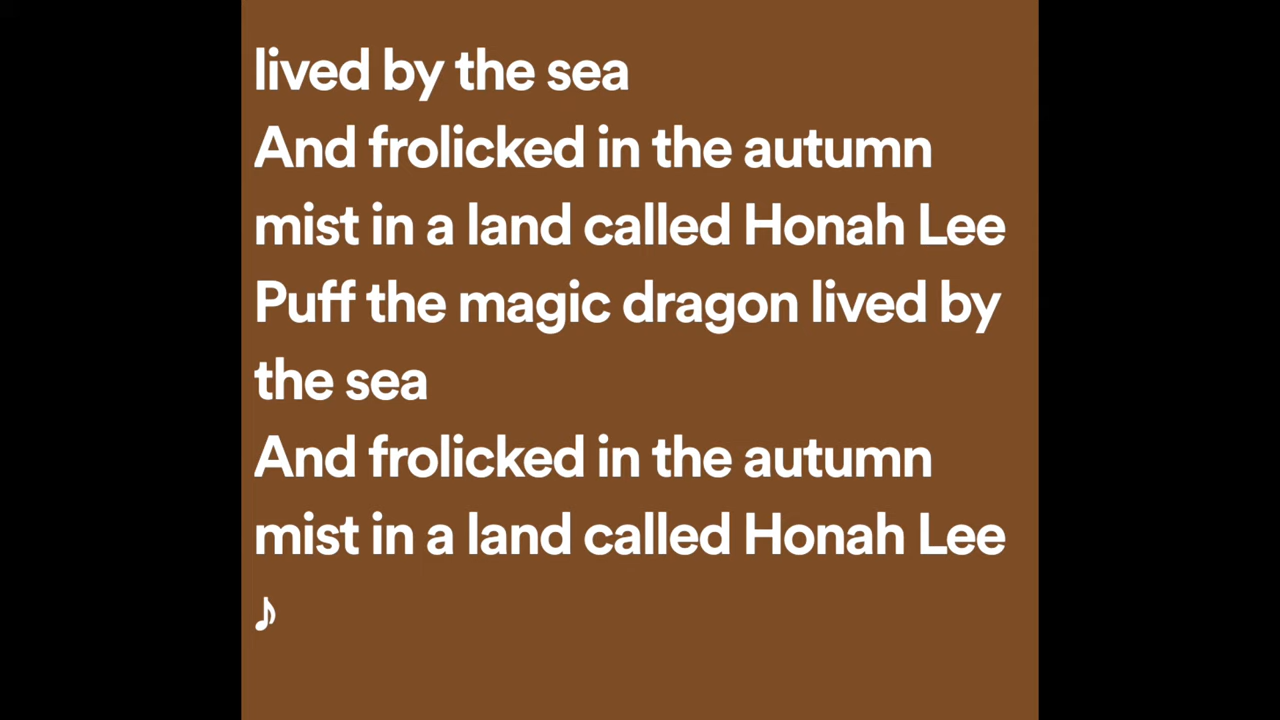 lived by the sea
And frolicked in the autumn
mist in a land called Honah Lee
Puff the magic dragon lived by
the sea
And frolicked in the autumn
mist in a land called Honah Lee
♪